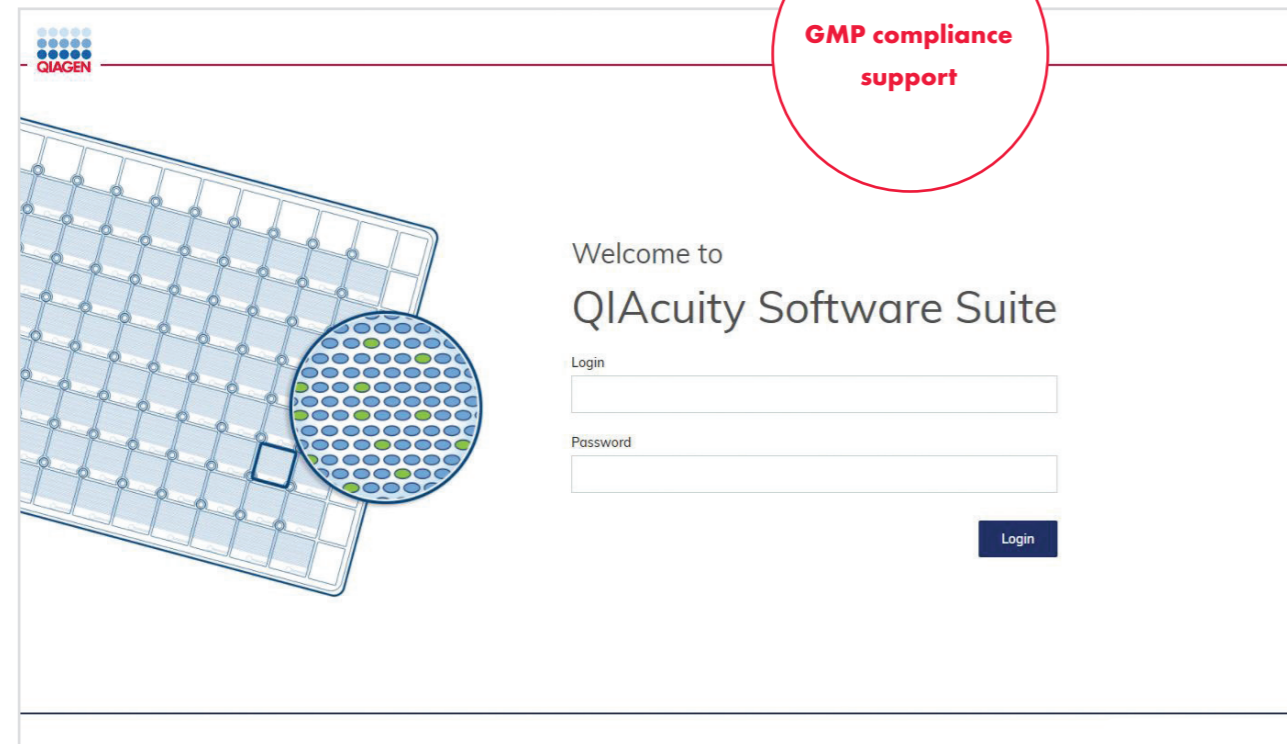 GMP compliance
support
QIAGEN
Welcome to
QIAcuity Software Suite
Login
Password
Login